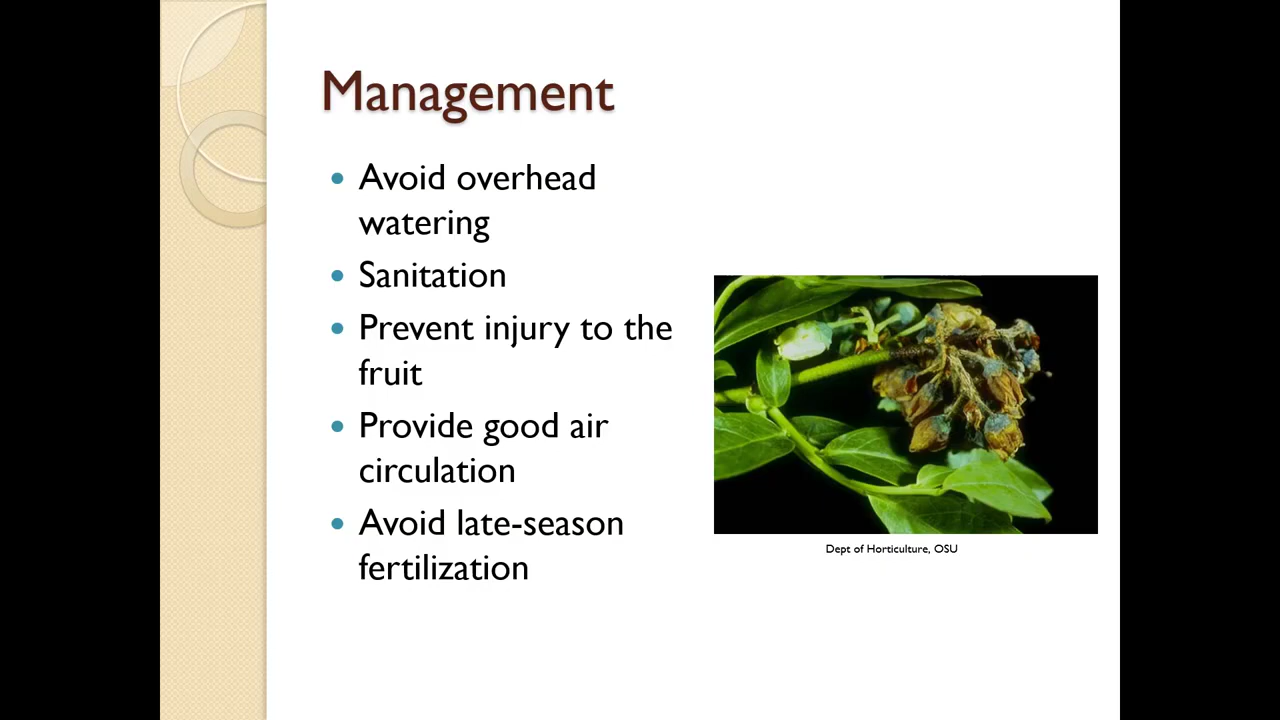 Management
Avoid overhead
watering
Sanitation
Prevent injury to the
fruit
Provide good air
circulation
Avoid late-season
fertilization
Dept of Horticulture, OSU